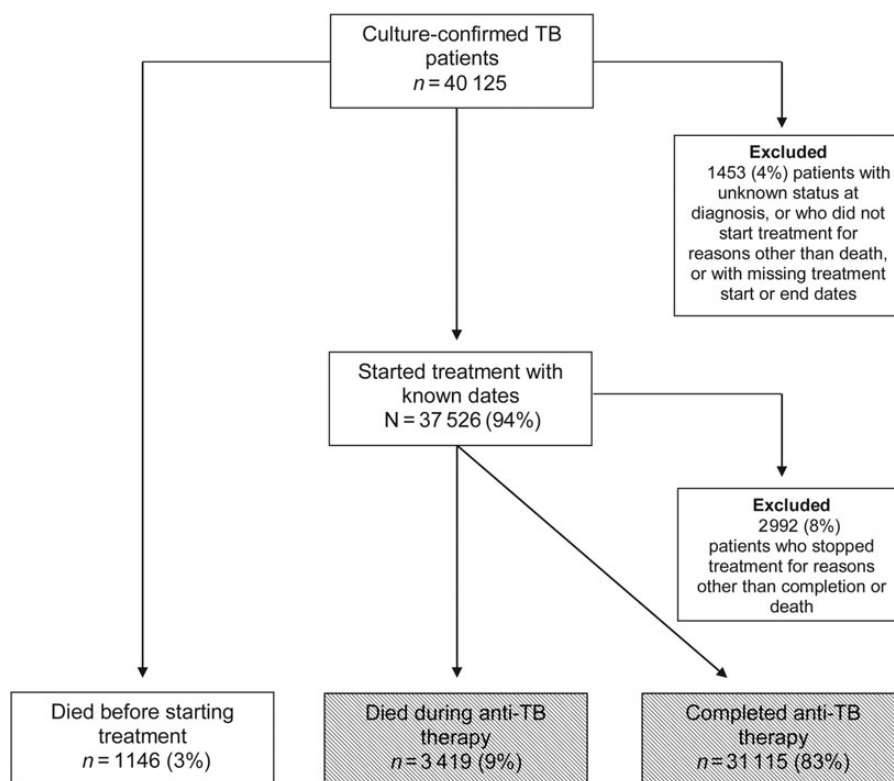 Culture-confirmed TB
patients
n = 40 125
Excluded
1453 (4%) patients with
unknown status at
diagnosis, or who did not
start treatment for
reasons other than death,
or with missing treatment
start or end dates
Started treatment with
known dates
N = 37 526 (94%)
Excluded
2992 (8%)
patients who stopped
treatment for reasons
other than completion or
death
Died before starting
treatment
n = 1146 (3%)
Died during anti-TB
therapy
n = 3 419 (9%)
Completed anti-TB
therapy
n = 31 115 (83%)